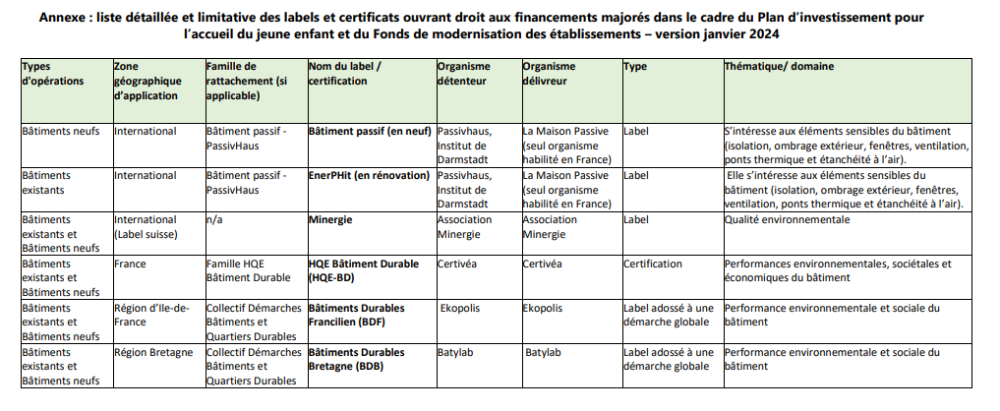 Annexe : liste détaillée et limitative des labels et certificats ouvrant droit aux financements majorés dans le cadre du Plan d'investissement pour
l'accueil du jeune enfant et du Fonds de modernisation des établissements – version janvier 2024
Types
d'opérations
Zone
géographique
d'application
Famille de
rattachement (si
applicable)
Nom du label /
certification
Organisme
détenteur
Organisme
délivreur
Type
Thématique/ domaine
Bâtiments neufs
International
Bâtiment passif -
PassivHaus
Bâtiment passif (en neuf)
Passivhaus,
Institut de
Darmstadt
La Maison Passive
(seul organisme
habilité en France)
Label
S'intéresse aux éléments sensibles du bâtiment
(isolation, ombrage extérieur, fenêtres, ventilation,
ponts thermique et étanchéité à l'air).
Bâtiments
existants
International
Bâtiment passif -
PassivHaus
EnerPHit (en rénovation)
Passivhaus,
Institut de
Darmstadt
La Maison Passive
(seul organisme
habilité en France)
Label
Elle s'intéresse aux éléments sensibles du
bâtiment (isolation, ombrage extérieur, fenêtres,
ventilation, ponts thermique et étanchéité à l'air).
Bâtiments
existants et
Bâtiments neufs
International
(Label suisse)
n/a
Minergie
Association
Minergie
Association
Minergie
Label
Qualité environnementale
Bâtiments
existants et
Bâtiments neufs
France
Famille HQE
Bâtiment Durable
HQE Bâtiment Durable
(HQE-BD)
Certivéa
Certivéa
Certification
Performances environnementales, sociétales et
économiques du bâtiment
Bâtiments
existants et
Bâtiments neufs
Région d'Ile-de-
France
Collectif Démarches
Bâtiments et
Quartiers Durables
Bâtiments Durables
Francilien (BDF)
Ekopolis
Ekopolis
Label adossé à une
démarche globale
Performance environnementale et sociale du
bâtiment
Bâtiments
existants et
Bâtiments neufs
Région Bretagne
Collectif Démarches
Bâtiments et
Quartiers Durables
Bâtiments Durables
Bretagne (BDB)
Batylab
Batylab
Label adossé à une
démarche globale
Performance environnementale et sociale du
bâtiment